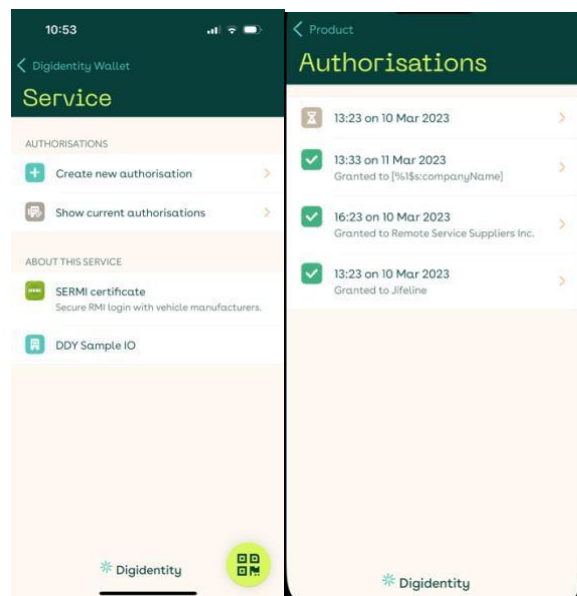 10:53
Digidentity Wallet
Service
AUTHORISATIONS
Create new authorisation
Show current authorisations
ABOUT THIS SERVICE
SERMI certificate
Secure RMI login with vehicle manufacturers.
DDY Sample IO
Digidentity
Product
Authorisations
13:23 on 10 Mar 2023
13:33 on 11 Mar 2023
Granted to [%1$s:companyName]
16:23 on 10 Mar 2023
Granted to Remote Service Suppliers Inc.
13:23 on 10 Mar 2023
Granted to Jifeline
Digidentity